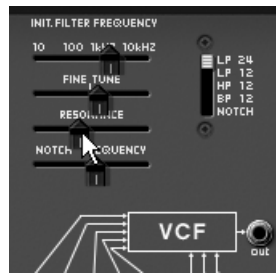 INIT. FILTER FREQUENCY
10 100 1kHz 10kHZ
FINE TUNE
RESONANCE
NOTCH FREQUENCY
LP 24
LP 12
HP 12
BP 12
NOTCH
VCF
out